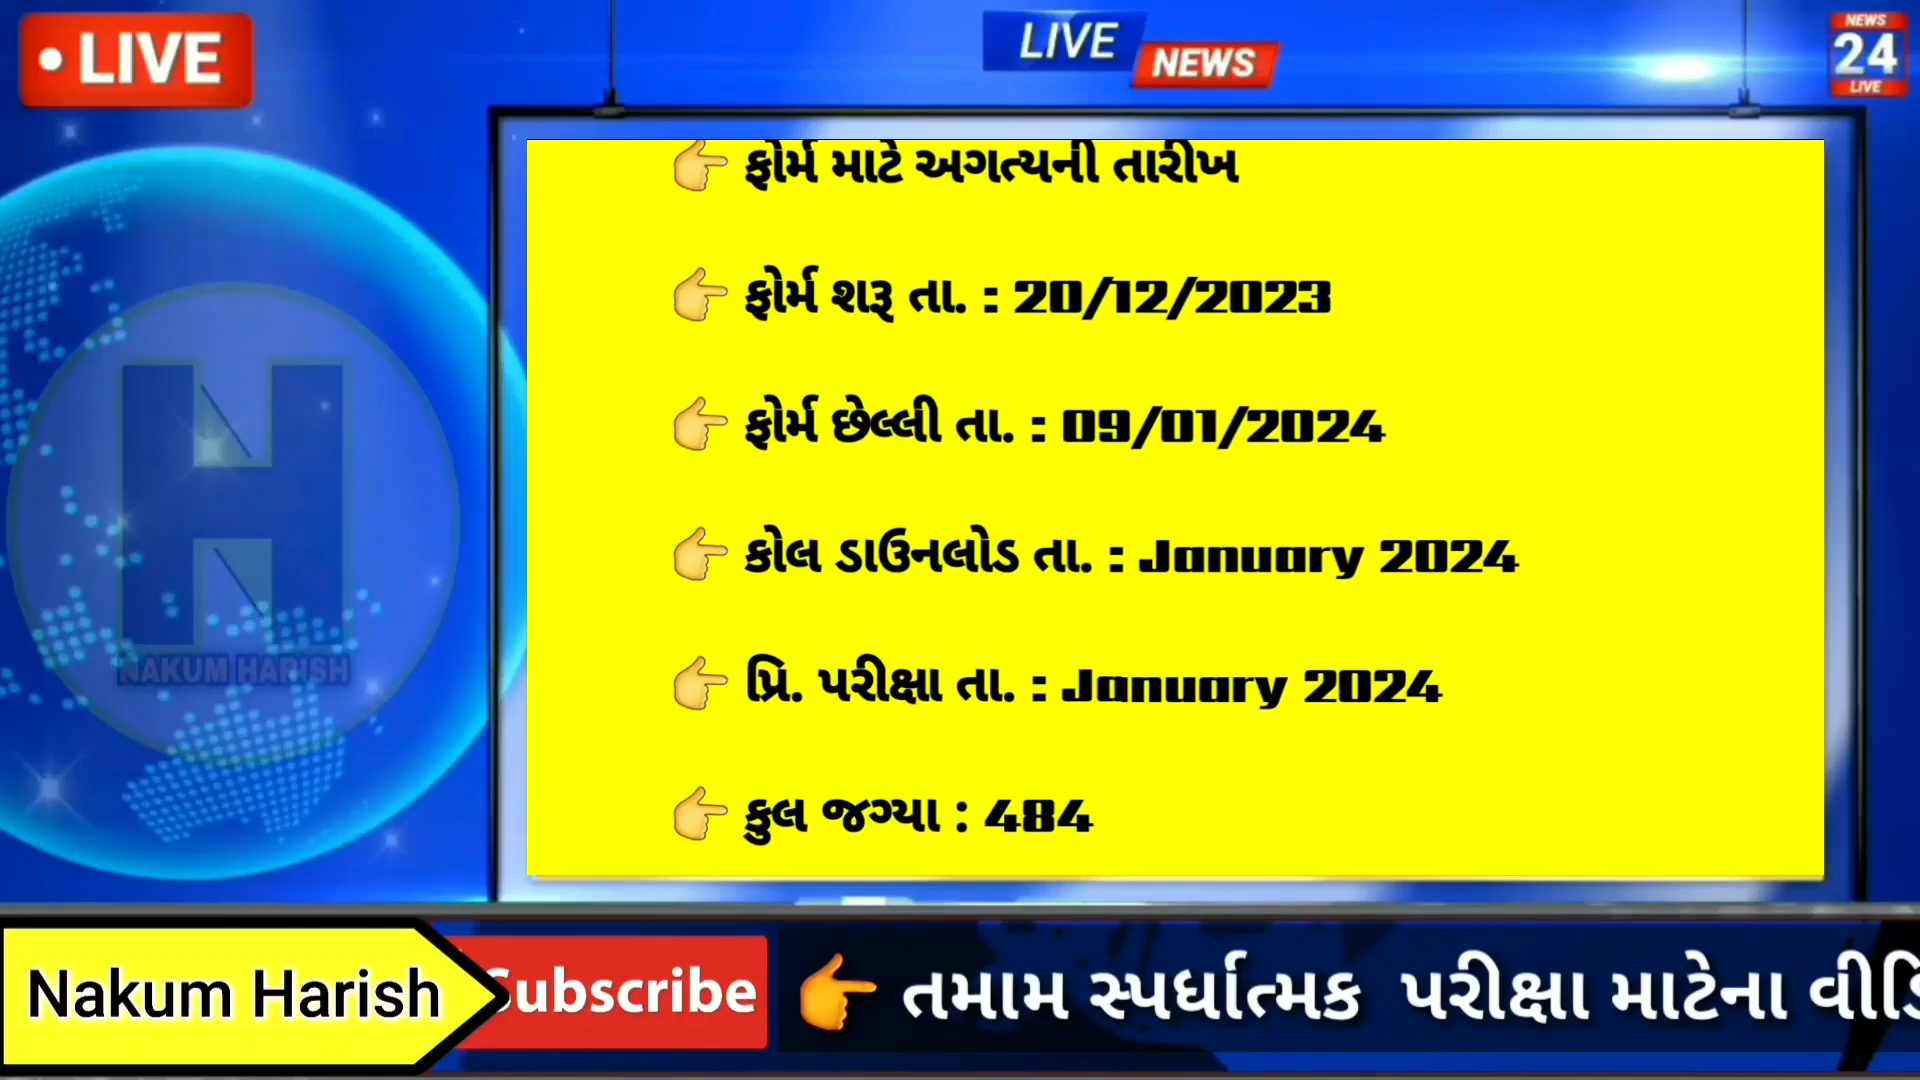 LIVE
LIVE
NEWS
NEWS
24
LIVE
👉 ફોર્મ માટે અગત્યની તારીખ
👉 ફોર્મ શરૂ તા. : 20/12/2023
👉 ફોર્મ છેલ્લી તા. : 09/01/2024
👉 કોલ ડાઉનલોડ તા. : January 2024
👉 પ્રિ. પરીક્ષા તા. : January 2024
👉 કુલ જગ્યા : 484
H
NAKUM HARISH
Nakum Harish
Subscribe
👉 તમામ સ્પર્ધાત્મક પરીક્ષા માટેના